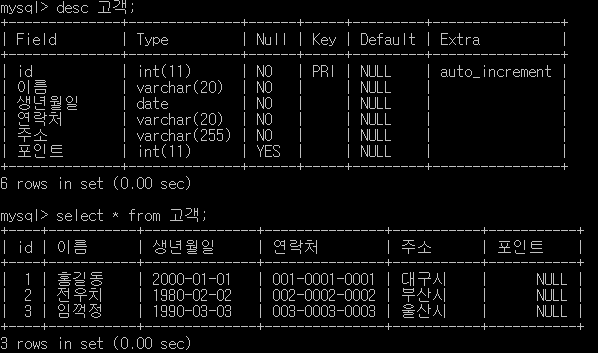 mysql> desc 고객;
+----------+--------------+------+-----+---------+----------------+
| Field | Type | Null | Key | Default | Extra |
+----------+--------------+------+-----+---------+----------------+
| id | int(11) | NO | PRI | NULL | auto_increment |
| 이름 | varchar(20) | NO | | NULL | |
| 생년월일 | date | NO | | NULL | |
| 연락처 | varchar(20) | NO | | NULL | |
| 주소 | varchar(255) | NO | | NULL | |
| 포인트 | int(11) | YES | | NULL | |
+----------+--------------+------+-----+---------+----------------+
6 rows in set (0.00 sec)
mysql> select * from 고객;
+----+--------+------------+---------------+--------+--------+
| id | 이름 | 생년월일 | 연락처 | 주소 | 포인트 |
+----+--------+------------+---------------+--------+--------+
| 1 | 홍길동 | 2000-01-01 | 001-0001-0001 | 대구시 | NULL |
| 2 | 전우치 | 1980-02-02 | 002-0002-0002 | 부산시 | NULL |
| 3 | 임꺽정 | 1990-03-03 | 003-0003-0003 | 울산시 | NULL |
+----+--------+------------+---------------+--------+--------+
3 rows in set (0.00 sec)